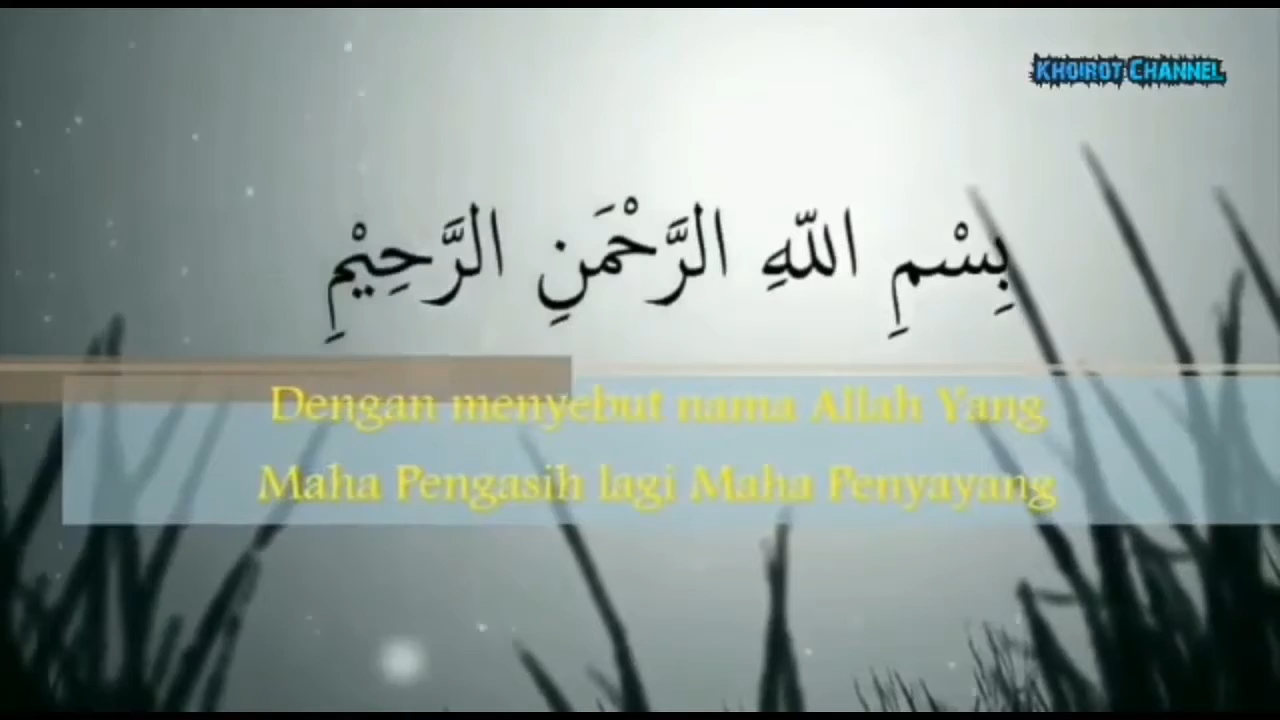 KHOIROT CHANNEL
بِسْمِ اللّٰهِ الرَّحْمَنِ الرَّحِيْمِ
Dengan menyebut nama Allah Yang
Maha Pengasih lagi Maha Penyayang